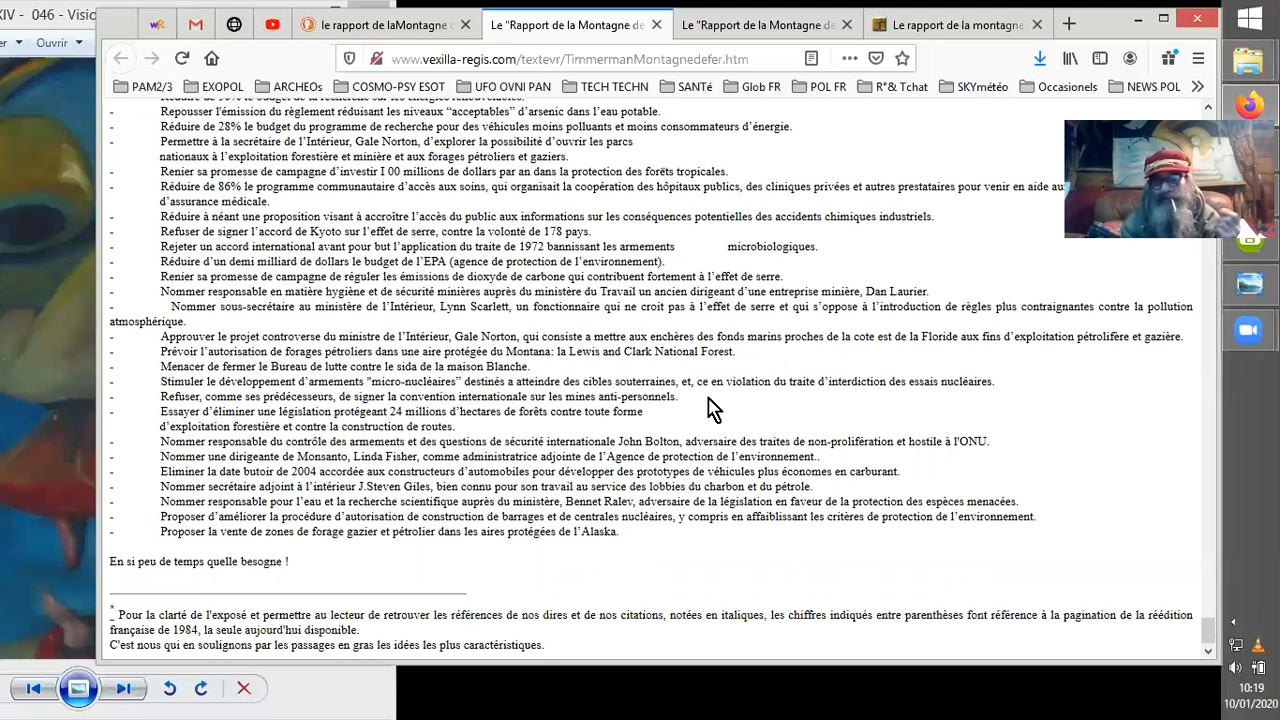 XIV - 046 - Visio
Ouvrir
le rapport de laMontagne c
Le "Rapport de la Montagne de
Le "Rapport de la Montagne de
Le rapport de la montagne
www.vexilla-regis.com/textevr/TimmermanMontagnedefer.htm
PAM2/3 EXOPOL ARCHEOs COSMO-PSY ESOT UFO OVNI PAN TECH TECHN SANTé Glob FR POL FR R°& Tchat SKYmétéo Occasionels NEWS POL
- Repousser l'émission du règlement réduisant les niveaux “acceptables” d’arsenic dans l’eau potable.
- Réduire de 28% le budget du programme de recherche pour des véhicules moins polluants et moins consommateurs d’énergie.
- Permettre à la secrétaire de l’Intérieur, Gale Norton, d’explorer la possibilité d’ouvrir les parcs
nationaux à l’exploitation forestière et minière et aux forages pétroliers et gaziers.
- Renier sa promesse de campagne d’investir I 00 millions de dollars par an dans la protection des forêts tropicales.
- Réduire de 86% le programme communautaire d’accès aux soins, qui organisait la coopération des hôpitaux publics, des cliniques privées et autres prestataires pour venir en aide au
d’assurance médicale.
- Réduire à néant une proposition visant à accroître l’accès du public aux informations sur les conséquences potentielles des accidents chimiques industriels.
- Refuser de signer l’accord de Kyoto sur l’effet de serre, contre la volonté de 178 pays.
- Rejeter un accord international avant pour but l’application du traite de 1972 bannissant les armements microbiologiques.
- Réduire d’un demi milliard de dollars le budget de l’EPA (agence de protection de l’environnement).
- Renier sa promesse de campagne de réguler les émissions de dioxyde de carbone qui contribuent fortement à l’effet de serre.
- Nommer responsable en matière hygiène et de sécurité minières auprès du ministère du Travail un ancien dirigeant d’une entreprise minière, Dan Laurier.
- Nommer sous-secrétaire au ministère de l’Intérieur, Lynn Scarlett, un fonctionnaire qui ne croit pas à l’effet de serre et qui s’oppose à l’introduction de règles plus contraignantes contre la pollution
atmosphérique.
- Approuver le projet controverse du ministre de l’Intérieur, Gale Norton, qui consiste a mettre aux enchères des fonds marins proches de la cote est de la Floride aux fins d’exploitation pétrolifère et gazière.
- Prévoir l’autorisation de forages pétroliers dans une aire protégée du Montana: la Lewis and Clark National Forest.
- Menacer de fermer le Bureau de lutte contre le sida de la maison Blanche.
- Stimuler le développement d’armements "micro-nucléaires” destinés a atteindre des cibles souterraines, et, ce en violation du traite d’interdiction des essais nucléaires.
- Refuser, comme ses prédécesseurs, de signer la convention internationale sur les mines anti-personnels.
- Essayer d’éliminer une législation protégeant 24 millions d’hectares de forêts contre toute forme
d’exploitation forestière et contre la construction de routes.
- Nommer responsable du contrôle des armements et des questions de sécurité internationale John Bolton, adversaire des traites de non-prolifération et hostile à l'ONU.
- Nommer une dirigeante de Monsanto, Linda Fisher, comme administratrice adjointe de l’Agence de protection de l’environnement..
- Eliminer la date butoir de 2004 accordée aux constructeurs d’automobiles pour développer des prototypes de véhicules plus économes en carburant.
- Nommer secrétaire adjoint à l’intérieur J.Steven Giles, bien connu pour son travail au service des lobbies du charbon et du pétrole.
- Nommer responsable pour l’eau et la recherche scientifique auprès du ministère, Bennet Ralev, adversaire de la législation en faveur de la protection des espèces menacées.
- Proposer d’améliorer la procédure d’autorisation de construction de barrages et de centrales nucléaires, y compris en affaiblissant les critères de protection de l’environnement.
- Proposer la vente de zones de forage gazier et pétrolier dans les aires protégées de l’Alaska.
En si peu de temps quelle besogne !
* Pour la clarté de l'exposé et permettre au lecteur de retrouver les références de nos dires et de nos citations, notées en italiques, les chiffres indiqués entre parenthèses font référence à la pagination de la réédition
française de 1984, la seule aujourd'hui disponible.
C'est nous qui en soulignons par les passages en gras les idées les plus caractéristiques.
10:19
10/01/2020